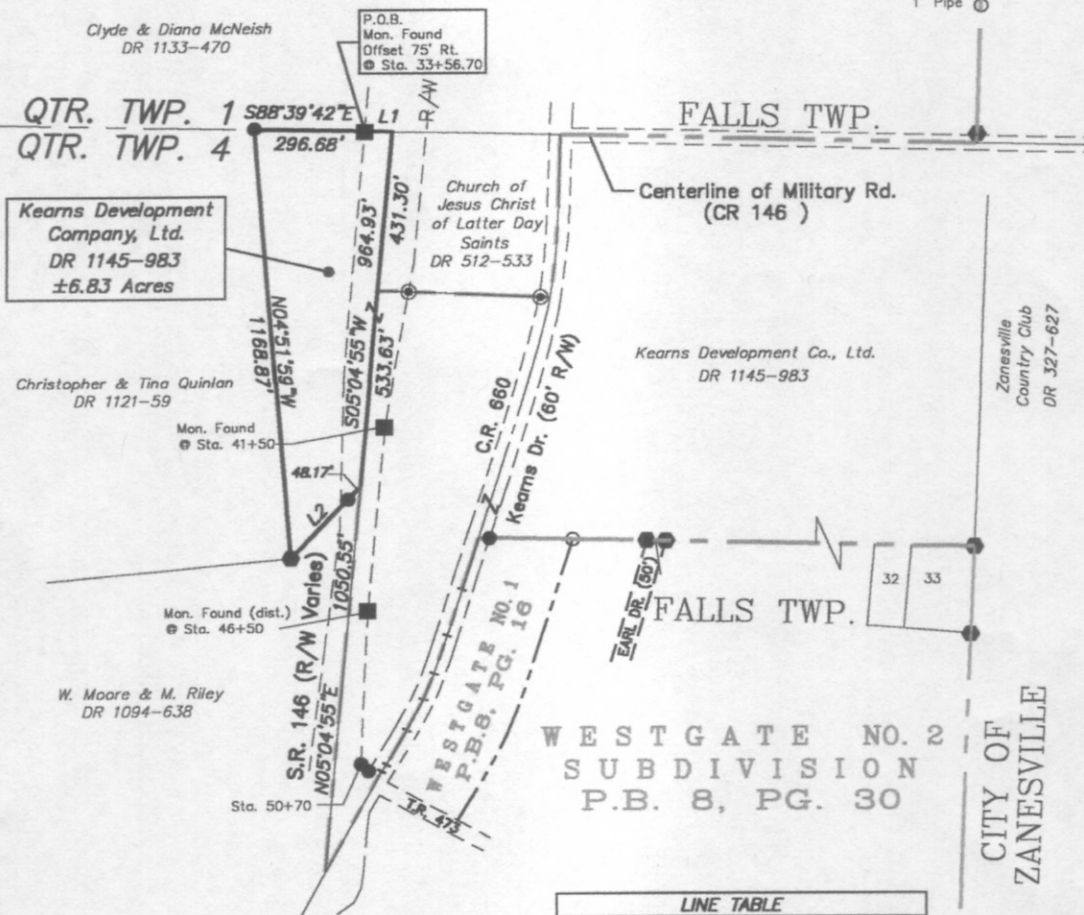 1" Pipe
Clyde & Diana McNeish
DR 1133-470
P.O.B.
Mon. Found
Offset 75' Rt.
@ Sta. 33+56.70
R/W
QTR. TWP. 1
S88°39'42"E
L1
FALLS TWP.
QTR. TWP. 4
296.68'
Centerline of Military Rd.
(CR 146 )
Church of
Jesus Christ
of Latter Day
Saints
DR 512-533
Kearns Development
Company, Ltd.
DR 1145-983
±6.83 Acres
964.93'
431.30'
N04°51'59"W
1168.87'
S05°04'55"W
533.63'
Kearns Development Co., Ltd.
DR 1145-983
Zanesville
Country Club
DR 327-627
Christopher & Tina Quinlan
DR 1121-59
Mon. Found
@ Sta. 41+50
C.R. 660
Kearns Dr. (60' R/W)
48.17'
L2
1050.55'
Mon. Found (dist.)
@ Sta. 46+50
EARL DR. (50')
FALLS TWP.
32
33
W. Moore & M. Riley
DR 1094-638
S.R. 146 (R/W Varies)
N05°04'55"E
WESTGATE NO. 1
P.B.8, PG. 16
WESTGATE NO. 2
SUBDIVISION
P.B. 8, PG. 30
CITY OF
ZANESVILLE
Sta. 50+70
T.R. 473
LINE TABLE